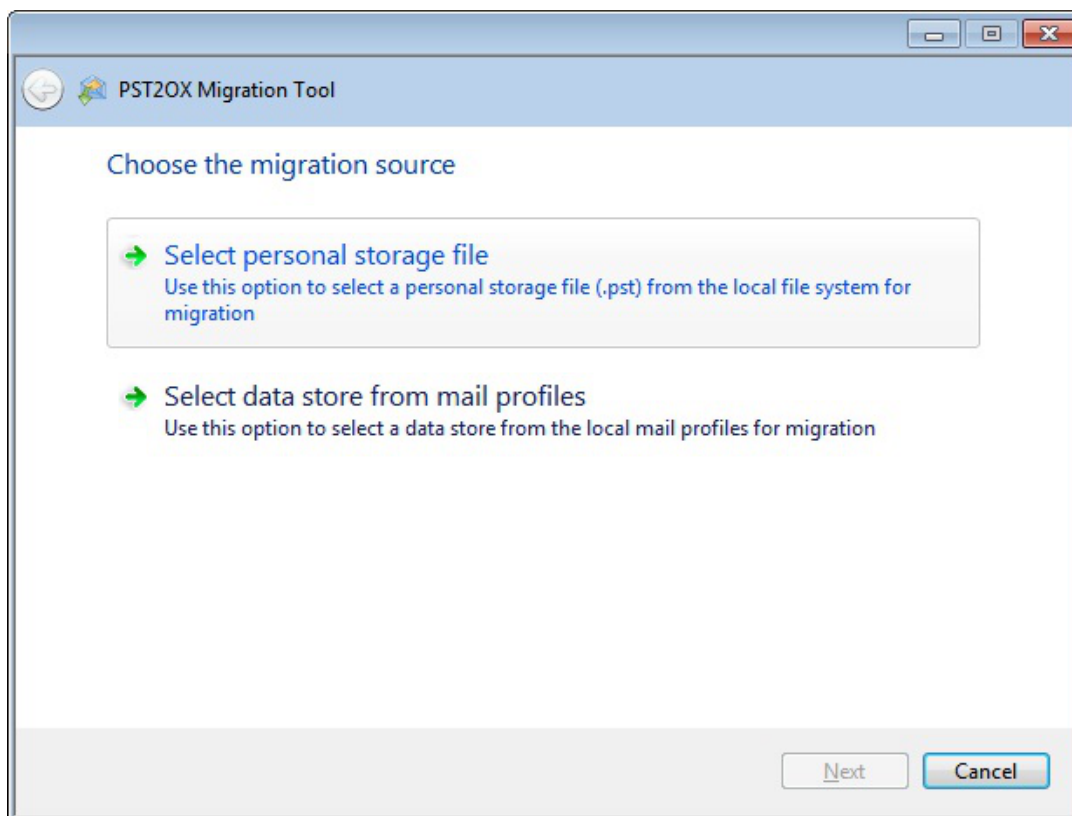 PST2OX Migration Tool
Choose the migration source
Select personal storage file
Use this option to select a personal storage file (.pst) from the local file system for
migration
Select data store from mail profiles
Use this option to select a data store from the local mail profiles for migration
Next
Cancel